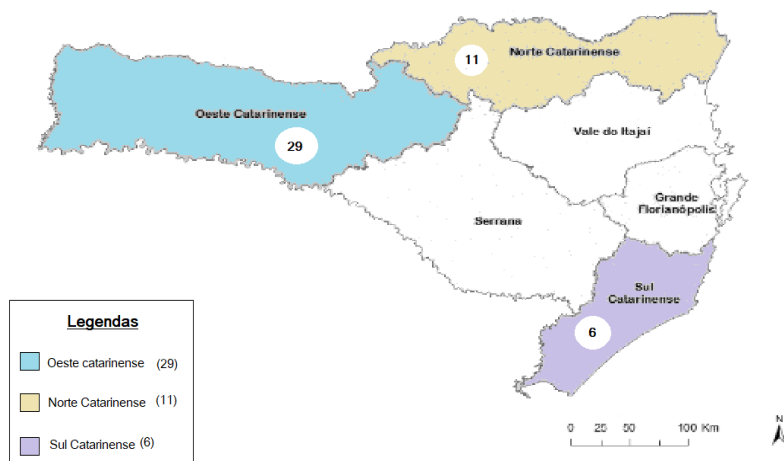 11
Norte Catarinense
Oeste Catarinense
29
Vale do Itajaí
Grande
Florianópolis
Serrana
Sul
Catarinense
6
Legendas
Oeste catarinense (29)
Norte Catarinense (11)
Sul Catarinense (6)
0 50 100 Km
N